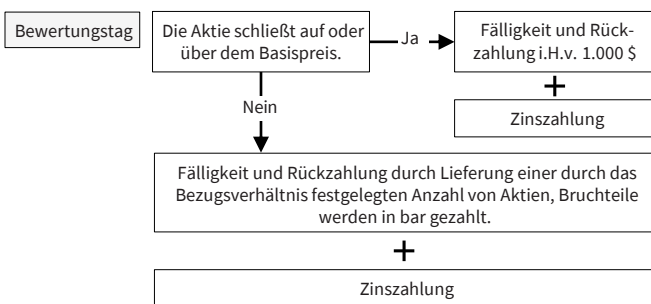 Bewertungstag
Die Aktie schließt auf oder
über dem Basispreis.
Ja
Fälligkeit und Rück-
zahlung i.H.v. 1.000 $
+
Zinszahlung
Nein
Fälligkeit und Rückzahlung durch Lieferung einer durch das
Bezugsverhältnis festgelegten Anzahl von Aktien, Bruchteile
werden in bar gezahlt.
+
Zinszahlung